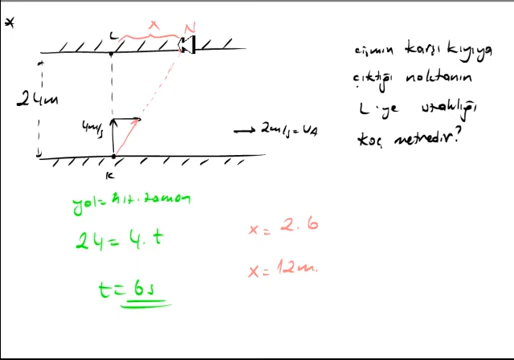 *
L x N
24m
4m/s
→ 2m/s = VA
K
cismin karşı kıyıya
çıktığı noktanın
L'ye uzaklığı
kaç metredir?
yol = hız.zaman
24 = 4.t
t = 6s
x = 2.6
x = 12m.